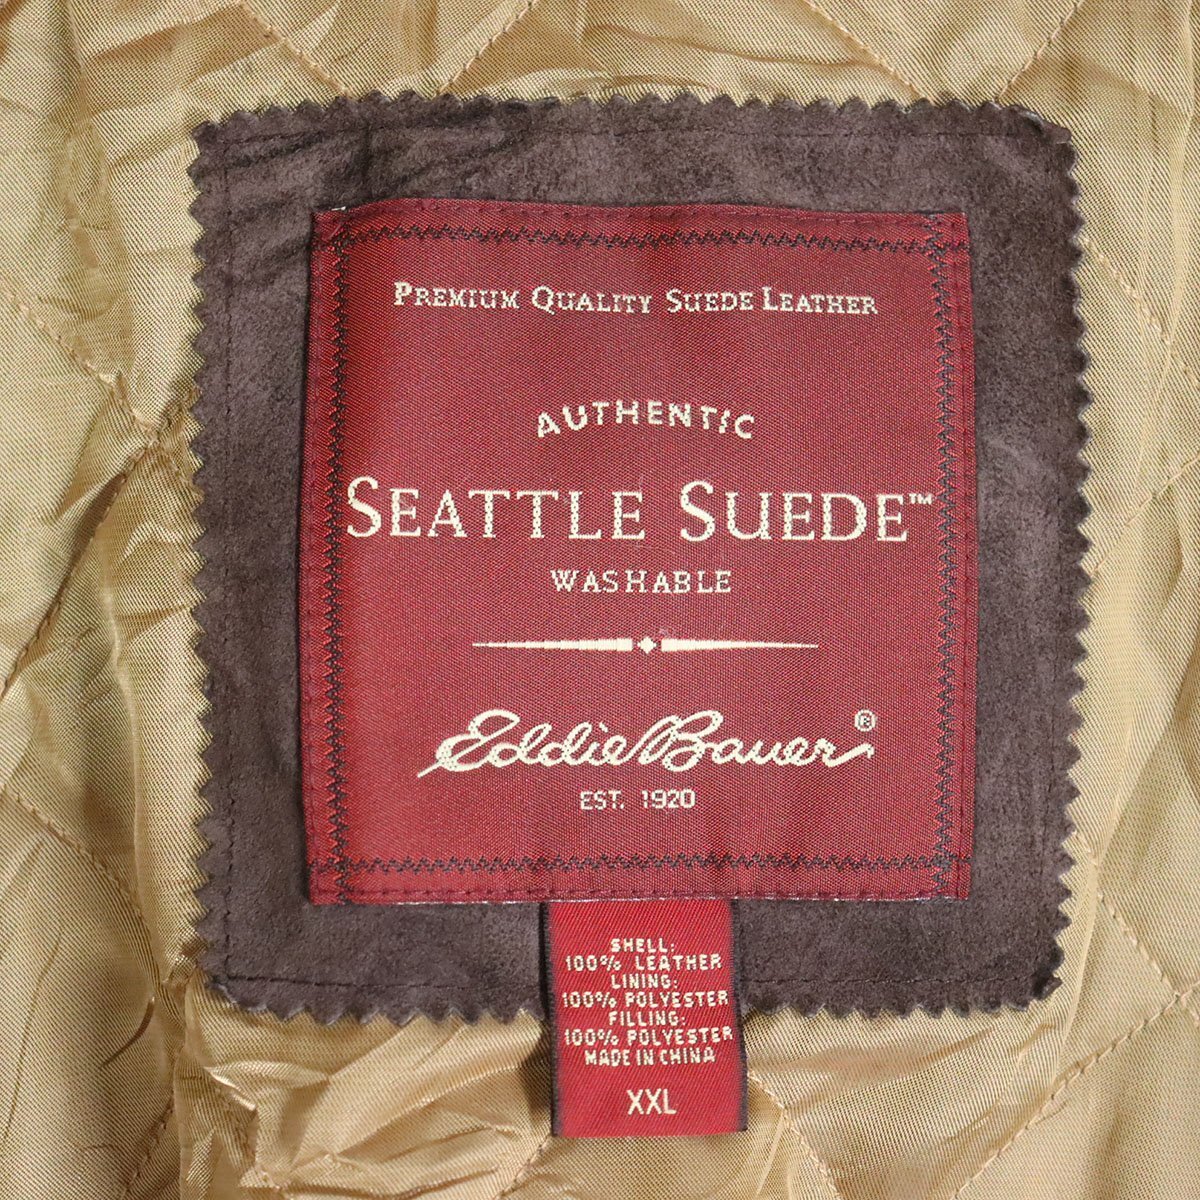 PREMIUM QUALITY SUEDE LEATHER
AUTHENTIC
SEATTLE SUEDE™
WASHABLE
Eddie Bauer®
EST. 1920
SHELL:
100% LEATHER
LINING:
100% POLYESTER
FILLING:
100% POLYESTER
MADE IN CHINA
XXL